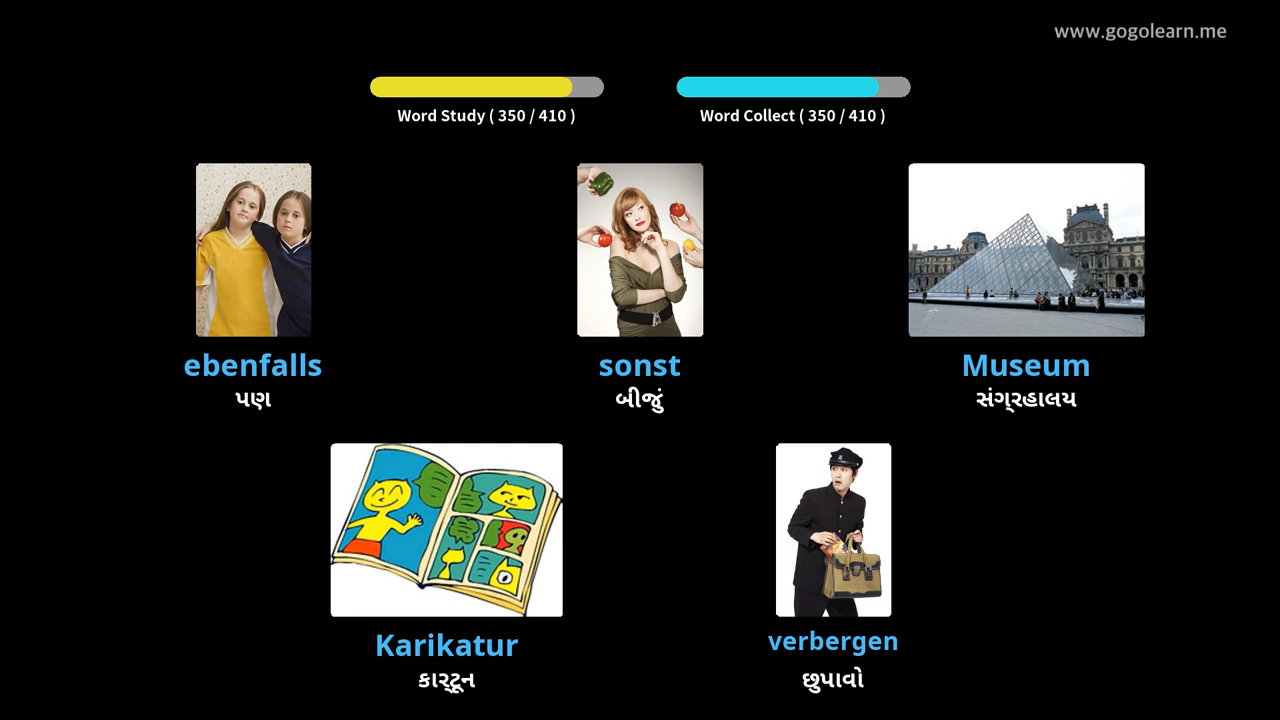 www.gogolearn.me
Word Study ( 350 / 410 )
Word Collect ( 350 / 410 )
ebenfalls
પણ
sonst
બીજું
Museum
સંગ્રહાલય
Karikatur
કાર્ટૂન
verbergen
છુપાવો